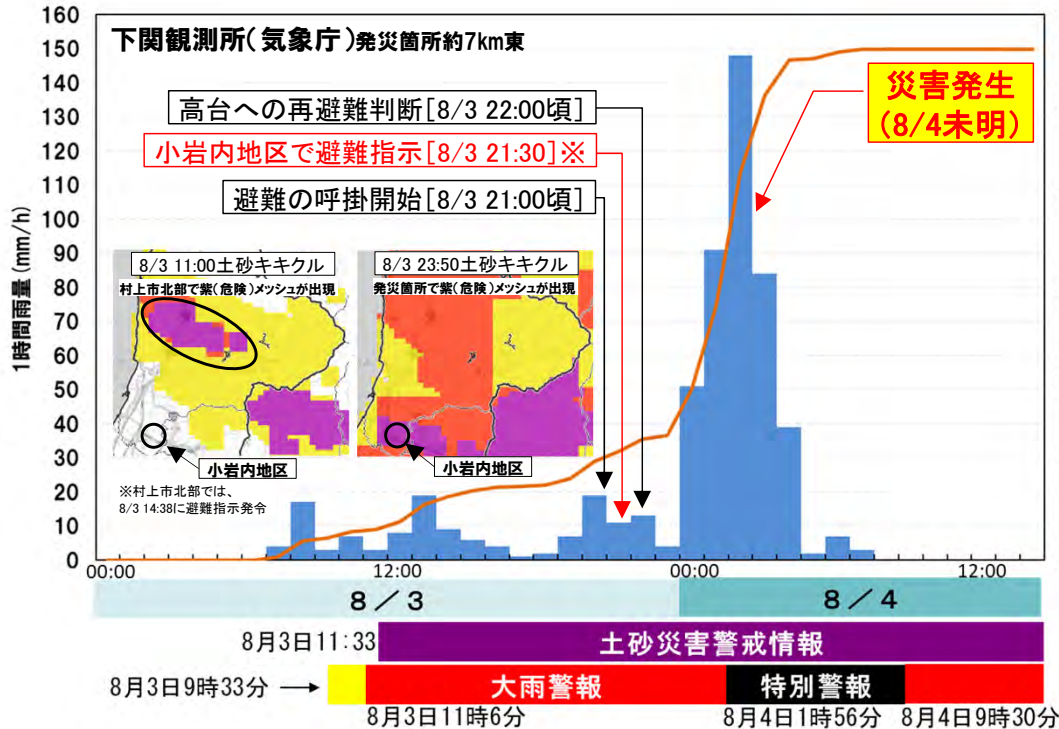 下関観測所(気象庁)発災箇所約7km東
災害発生
(8/4未明)
高台への再避難判断[8/3 22:00頃]
小岩内地区で避難指示[8/3 21:30]※
避難の呼掛開始[8/3 21:00頃]
8/3 11:00土砂キキクル
村上市北部で紫(危険)メッシュが出現
小岩内地区
※村上市北部では、
8/3 14:38に避難指示発令
8/3 23:50土砂キキクル
発災箇所で紫(危険)メッシュが出現
小岩内地区
1時間雨量(mm/h)
160
150
140
130
120
110
100
90
80
70
60
50
40
30
20
10
0
00:00
12:00
00:00
12:00
8/3
8/4
8月3日11:33
土砂災害警戒情報
8月3日9時33分
大雨警報
特別警報
8月3日11時6分
8月4日1時56分
8月4日9時30分